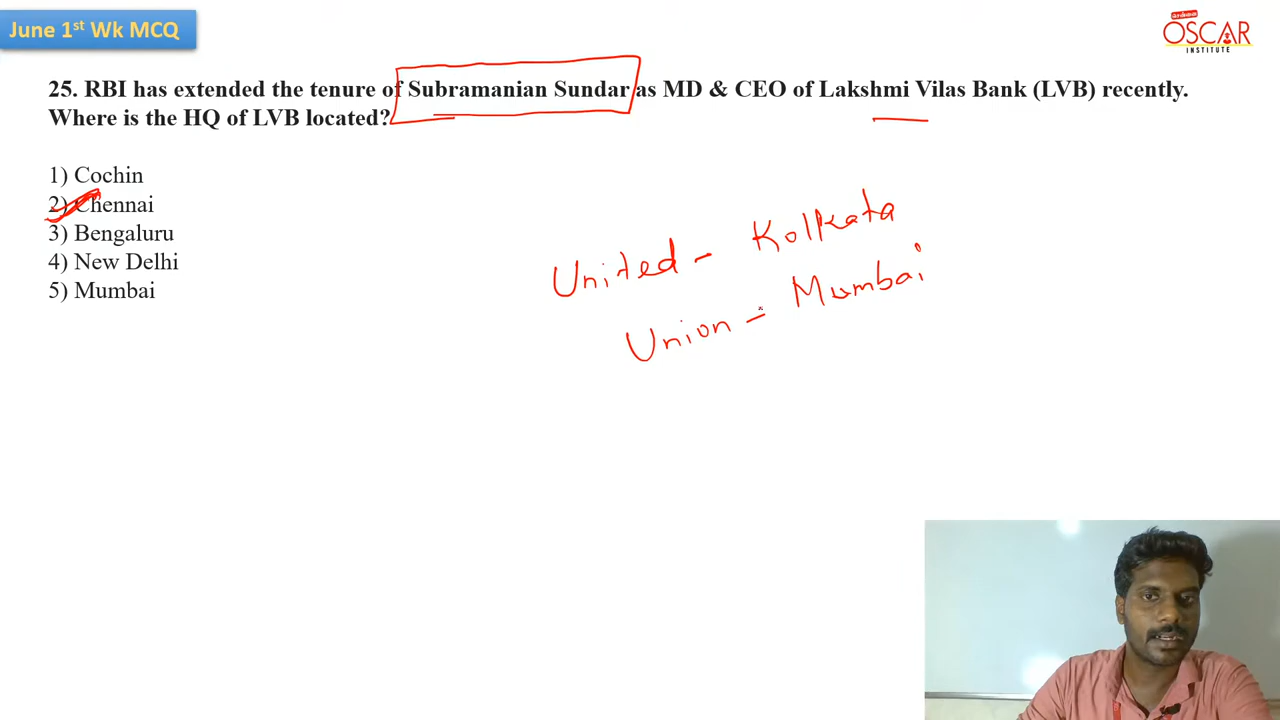 June 1st Wk MCQ
OSCAR
INSTITUTE
25. RBI has extended the tenure of Subramanian Sundar as MD & CEO of Lakshmi Vilas Bank (LVB) recently.
Where is the HQ of LVB located?
1) Cochin
2) Chennai
3) Bengaluru
4) New Delhi
5) Mumbai
United - Kolkata
Union - Mumbai